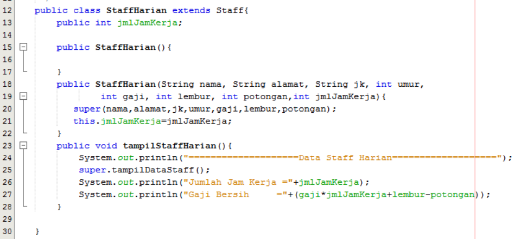 12 public class StaffHarian extends Staff{
13 public int jmlJamKerja;
14
15 public StaffHarian(){
16
17 }
18 public StaffHarian(String nama, String alamat, String jk, int umur,
19 int gaji, int lembur, int potongan,int jmlJamKerja){
20 super(nama,alamat,jk,umur,gaji,lembur,potongan);
21 this.jmlJamKerja=jmlJamKerja;
22 }
23 public void tampilStaffHarian(){
24 System.out.println("====================Data Staff Harian===================");
25 super.tampilDataStaff();
26 System.out.println("Jumlah Jam Kerja ="+jmlJamKerja);
27 System.out.println("Gaji Bersih     ="+(gaji*jmlJamKerja+lembur-potongan));
28 }
29
30 }